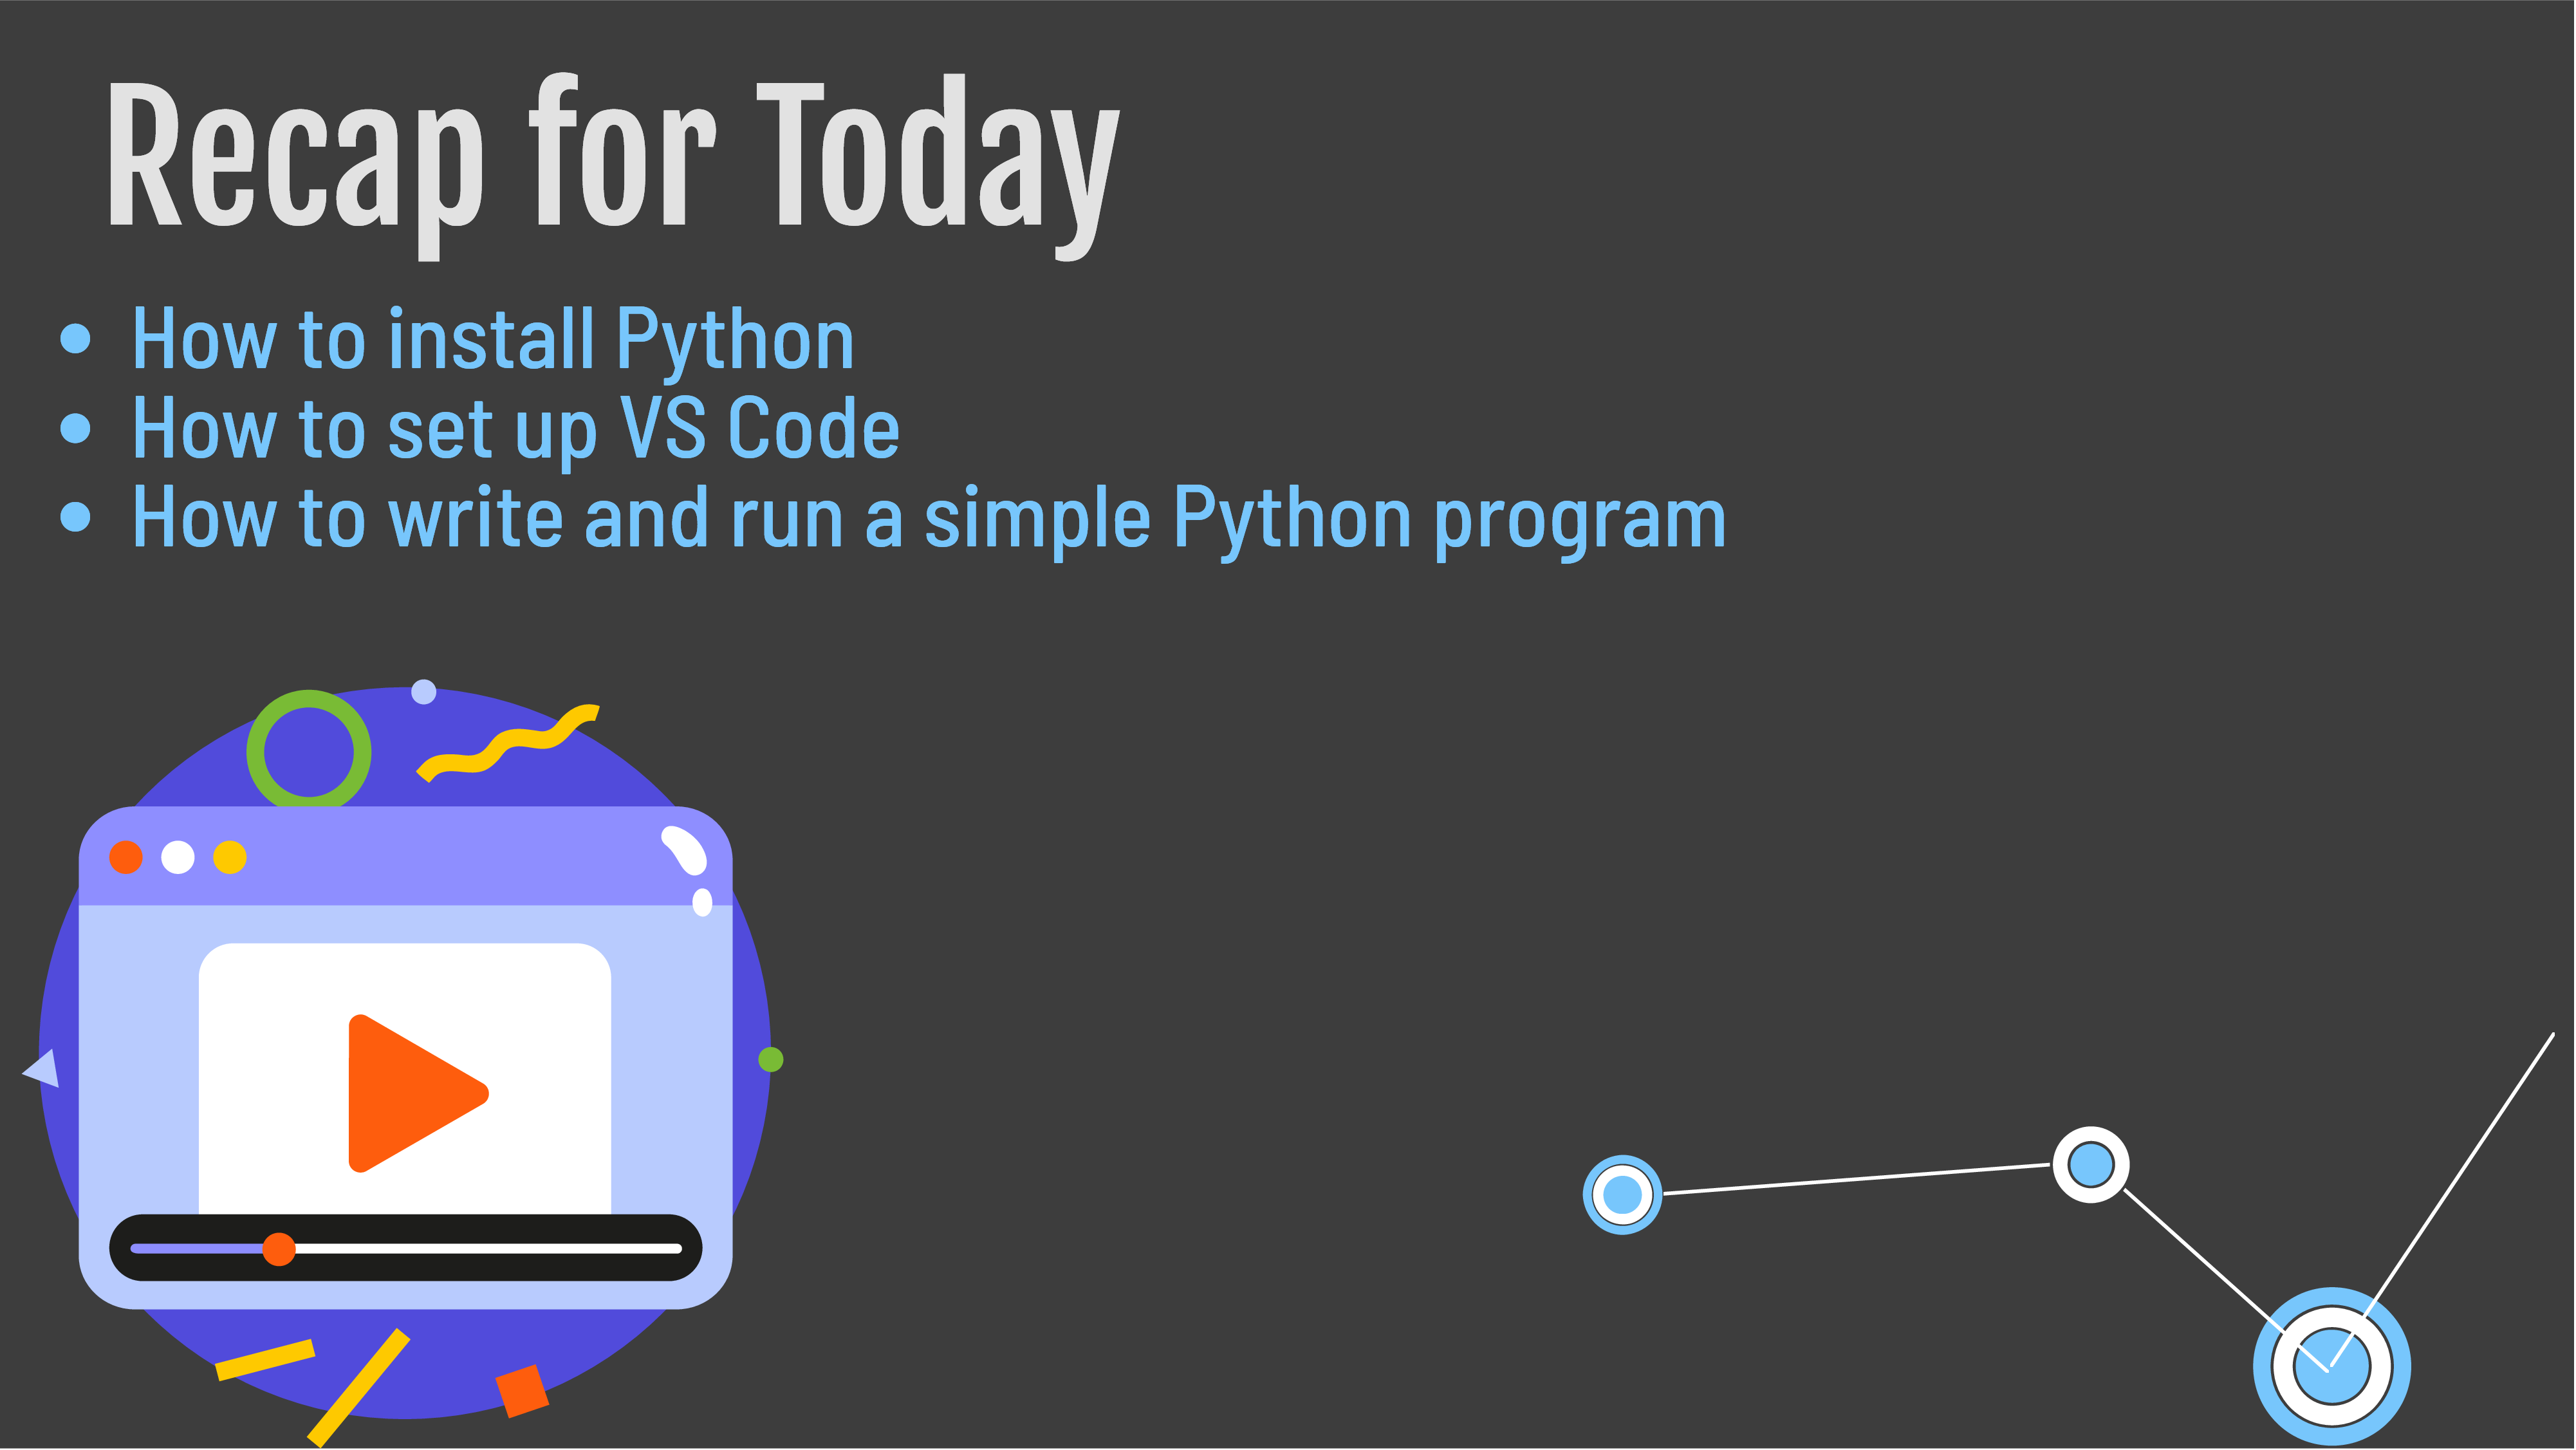 Recap for Today
• How to install Python
• How to set up VS Code
• How to write and run a simple Python program